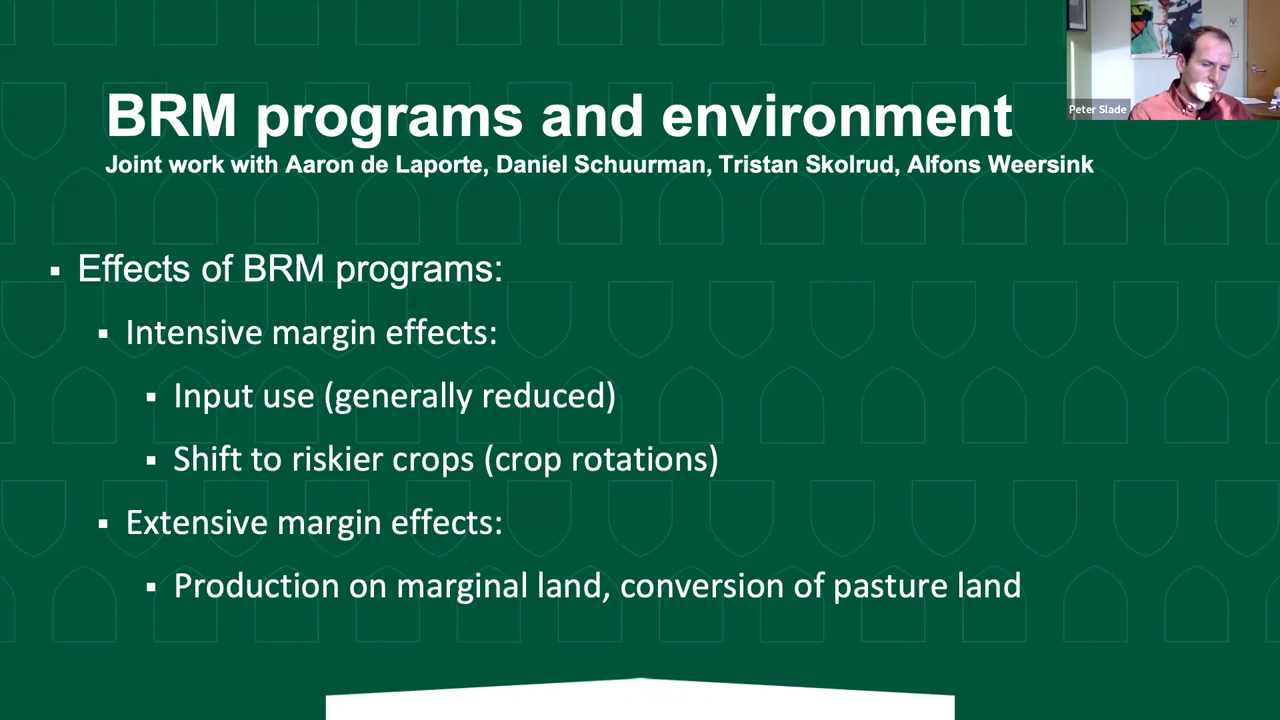 BRM programs and environment
Joint work with Aaron de Laporte, Daniel Schuurman, Tristan Skolrud, Alfons Weersink
Peter Slade
▪ Effects of BRM programs:
▪ Intensive margin effects:
▪ Input use (generally reduced)
▪ Shift to riskier crops (crop rotations)
▪ Extensive margin effects:
▪ Production on marginal land, conversion of pasture land